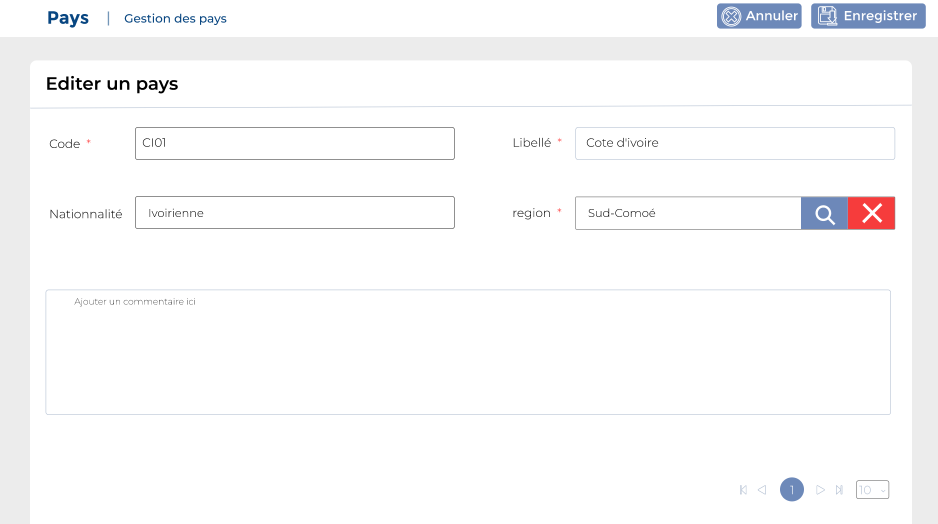 Pays | Gestion des pays
Annuler
Enregistrer
Editer un pays
Code * CI01
Libellé * Cote d'ivoire
Nationnalité Ivoirienne
region * Sud-Comoé
Ajouter un commentaire ici
1
10